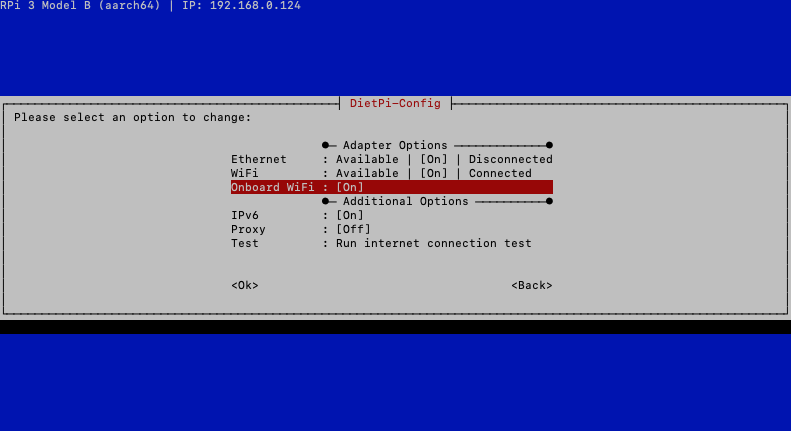 RPi 3 Model B (aarch64) | IP: 192.168.0.124
DietPi-Config
Please select an option to change:
Adapter Options
Ethernet : Available | [On] | Disconnected
WiFi : Available | [On] | Connected
Onboard WiFi : [On]
Additional Options
IPv6 : [On]
Proxy : [Off]
Test : Run internet connection test
<Ok> <Back>